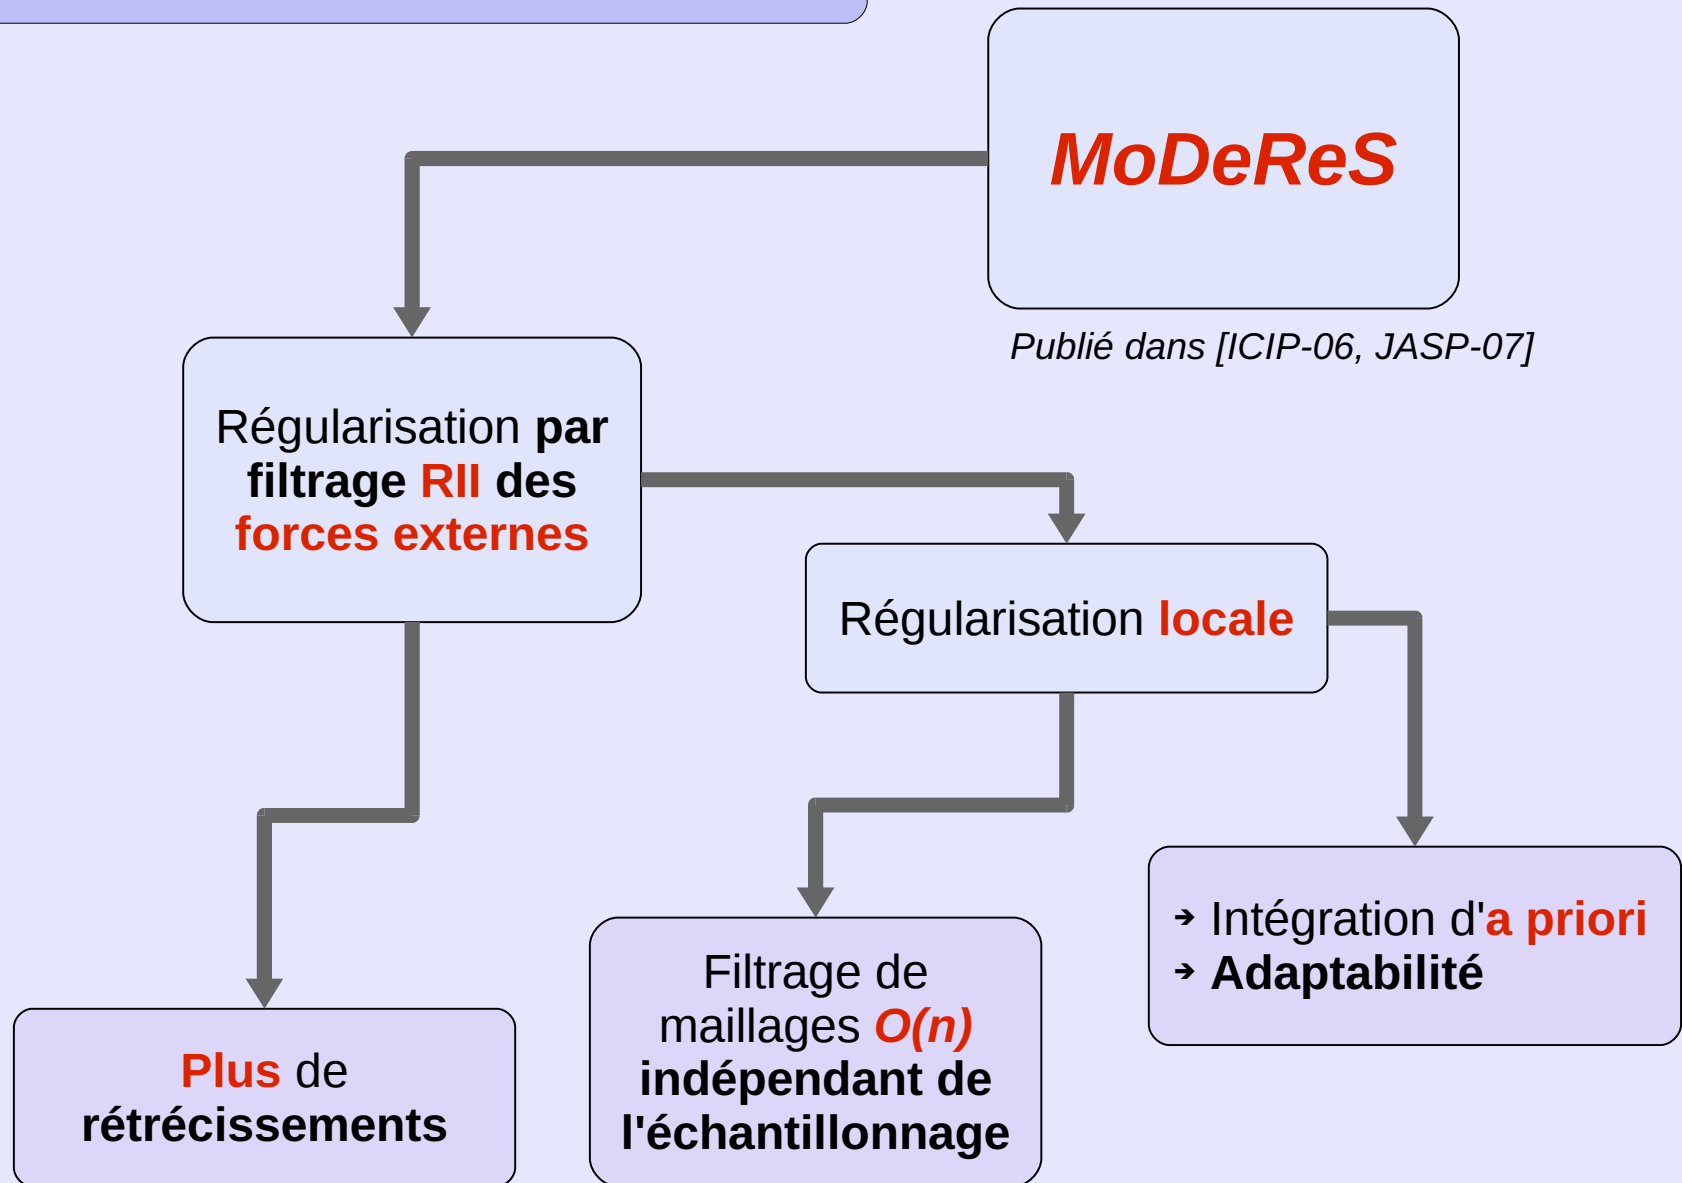 MoDeReS
Publié dans [ICIP-06, JASP-07]
Régularisation par
filtrage RII des
forces externes
Régularisation locale
➔ Intégration d'a priori
➔ Adaptabilité
Filtrage de
maillages O(n)
indépendant de
l'échantillonnage
Plus de
rétrécissements